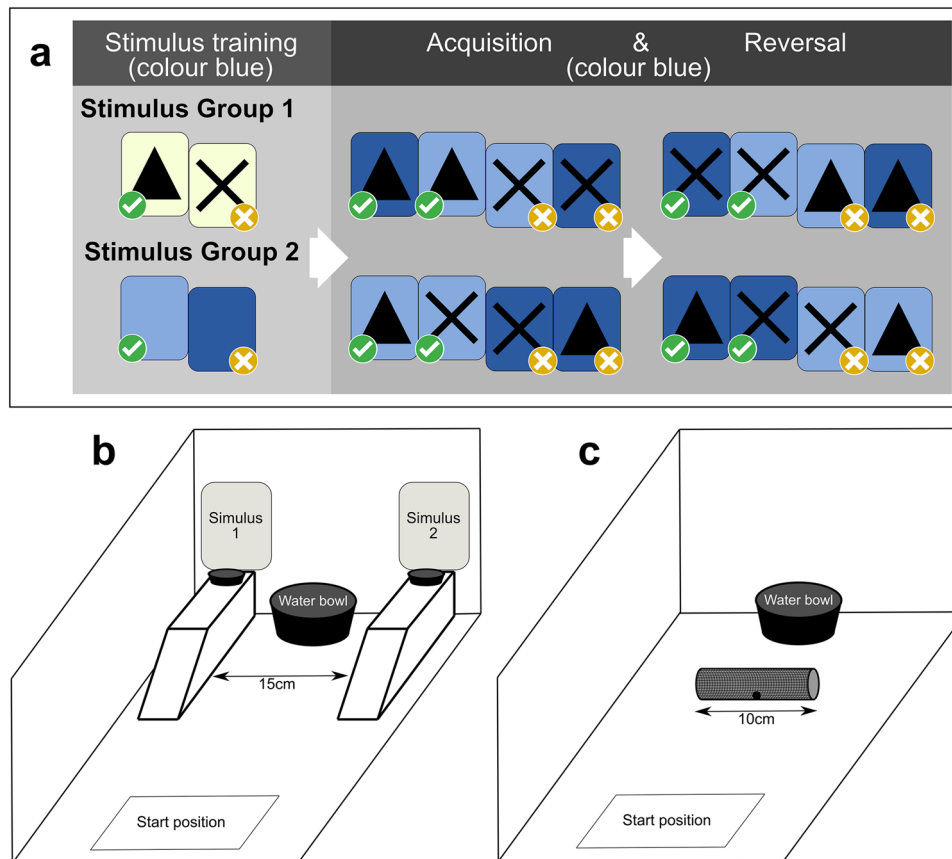 a
Stimulus training
(colour blue)
Acquisition & Reversal
(colour blue)
Stimulus Group 1
Stimulus Group 2
b
Simulus
1
Simulus
2
Water bowl
15cm
Start position
c
Water bowl
10cm
Start position